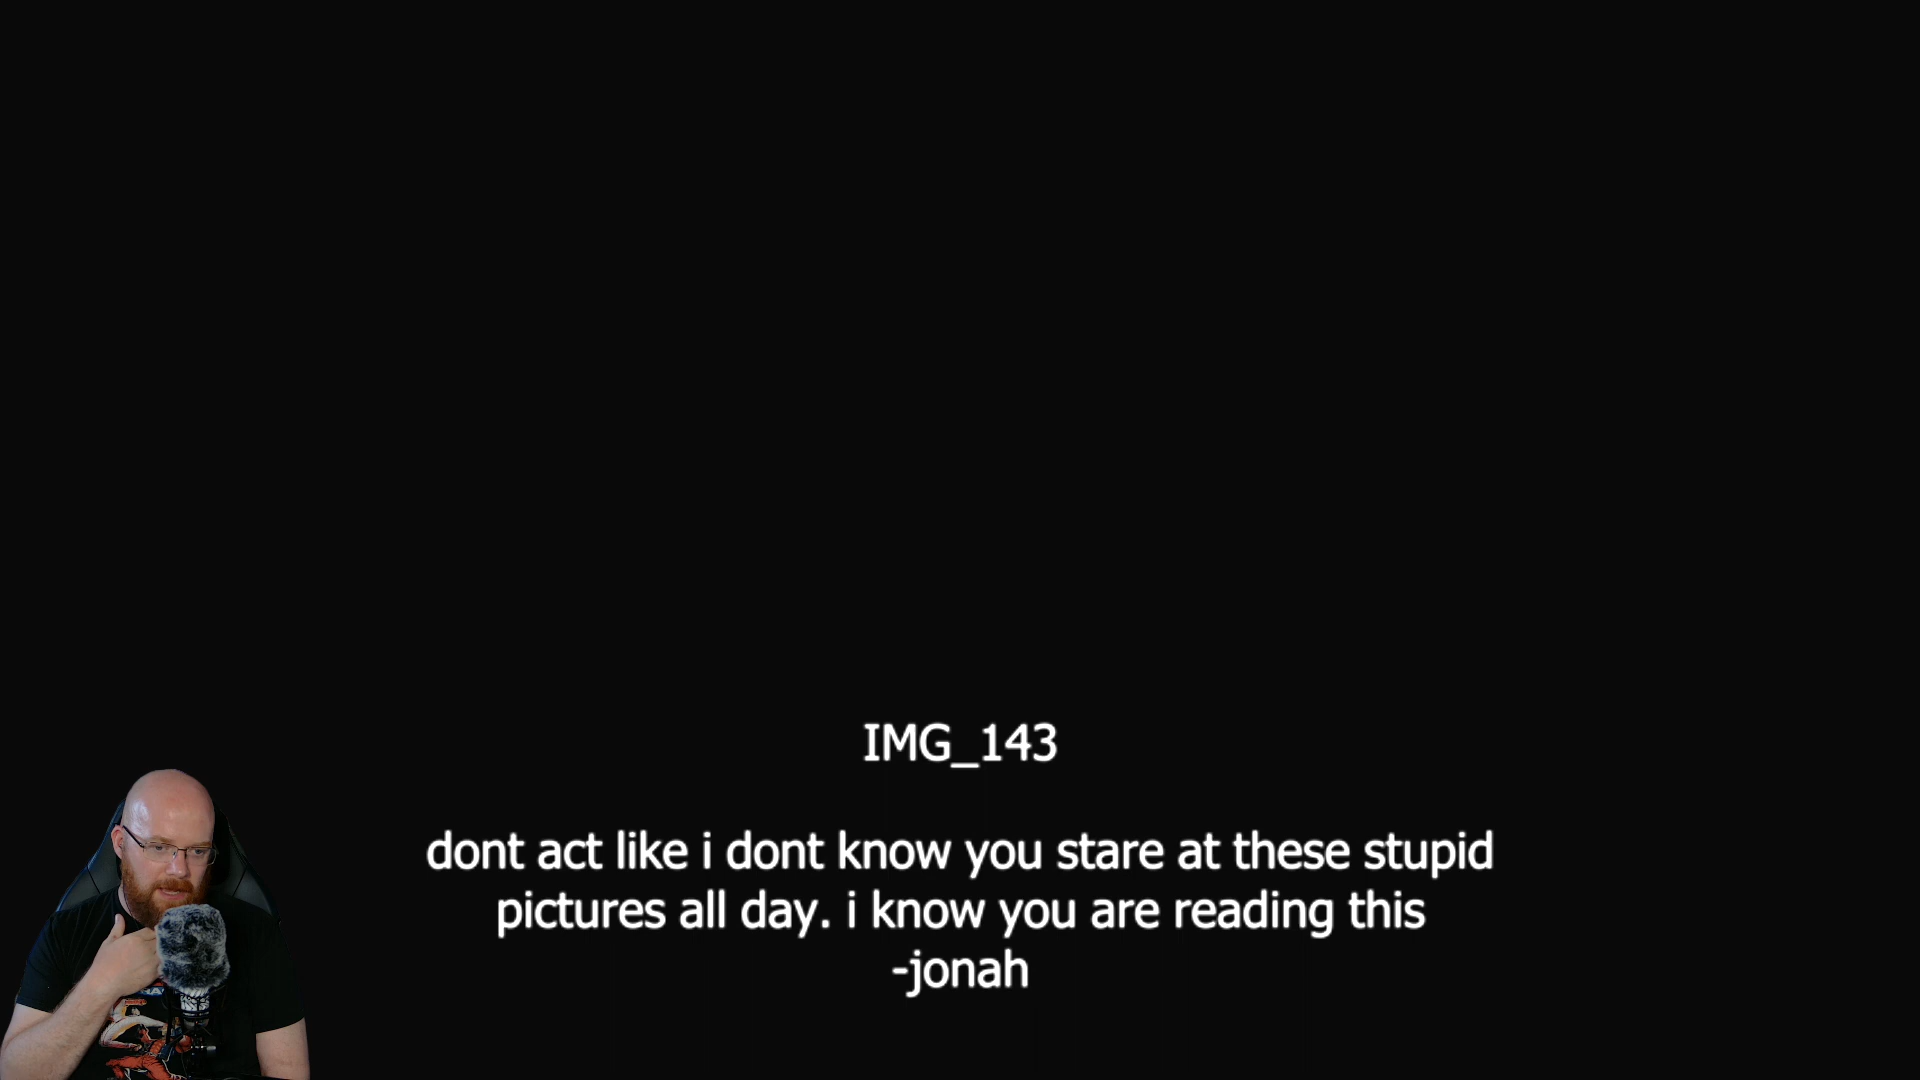 IMG_143
dont act like i dont know you stare at these stupid
pictures all day. i know you are reading this
-jonah